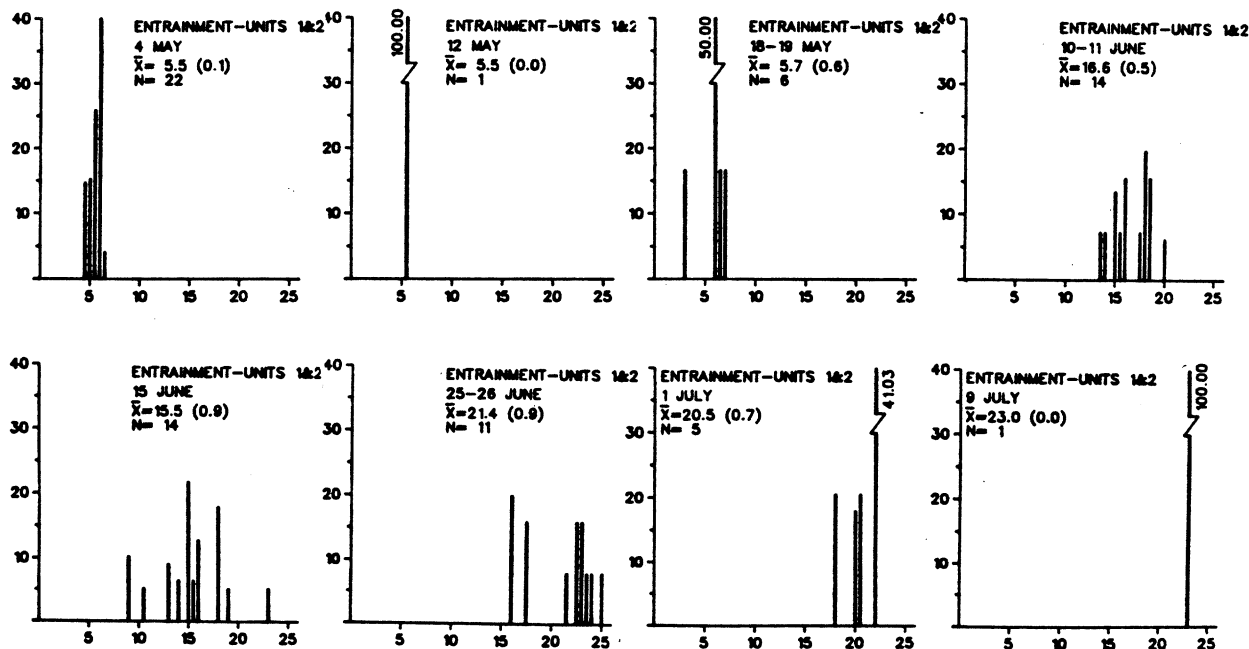 ENTRAINMENT-UNITS 1&2
4 MAY
X̄= 5.5 (0.1)
N= 22
40
30
20
10
5 10 15 20 25
ENTRAINMENT-UNITS 1&2
12 MAY
X̄= 5.5 (0.0)
N= 1
100.00
40
30
20
10
5 10 15 20 25
ENTRAINMENT-UNITS 1&2
18-19 MAY
X̄= 5.7 (0.6)
N= 6
50.00
40
30
20
10
5 10 15 20 25
ENTRAINMENT-UNITS 1&2
10-11 JUNE
X̄=16.6 (0.5)
N= 14
40
30
20
10
5 10 15 20 25
ENTRAINMENT-UNITS 1&2
15 JUNE
X̄=15.5 (0.9)
N= 14
40
30
20
10
5 10 15 20 25
ENTRAINMENT-UNITS 1&2
25-26 JUNE
X̄=21.4 (0.9)
N= 11
40
30
20
10
5 10 15 20 25
ENTRAINMENT-UNITS 1&2
1 JULY
X̄=20.5 (0.7)
N= 5
41.03
40
30
20
10
5 10 15 20 25
ENTRAINMENT-UNITS 1&2
9 JULY
X̄=23.0 (0.0)
N= 1
100.00
40
30
20
10
5 10 15 20 25